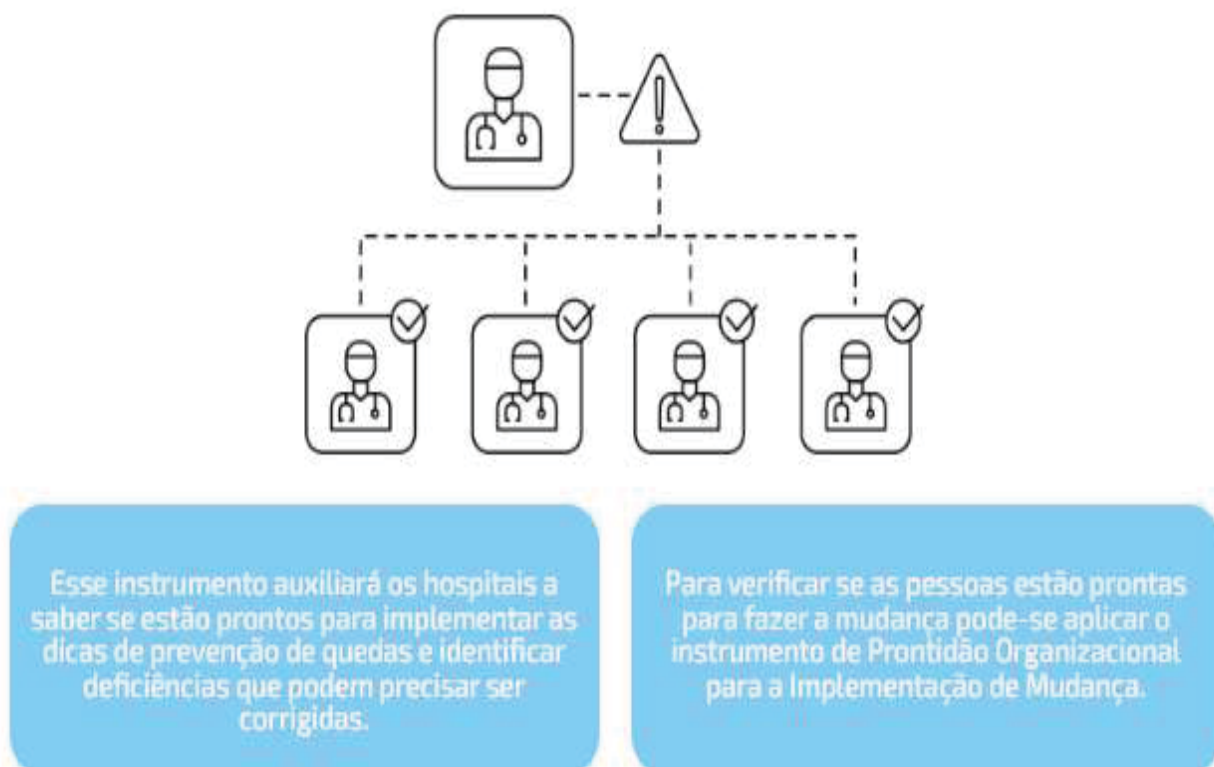 Esse instrumento auxiliará os hospitais a
saber se estão prontos para implementar as
dicas de prevenção de quedas e identificar
deficiências que podem precisar ser
corrigidas.
Para verificar se as pessoas estão prontas
para fazer a mudança pode-se aplicar o
instrumento de Prontidão Organizacional
para a Implementação de Mudança.